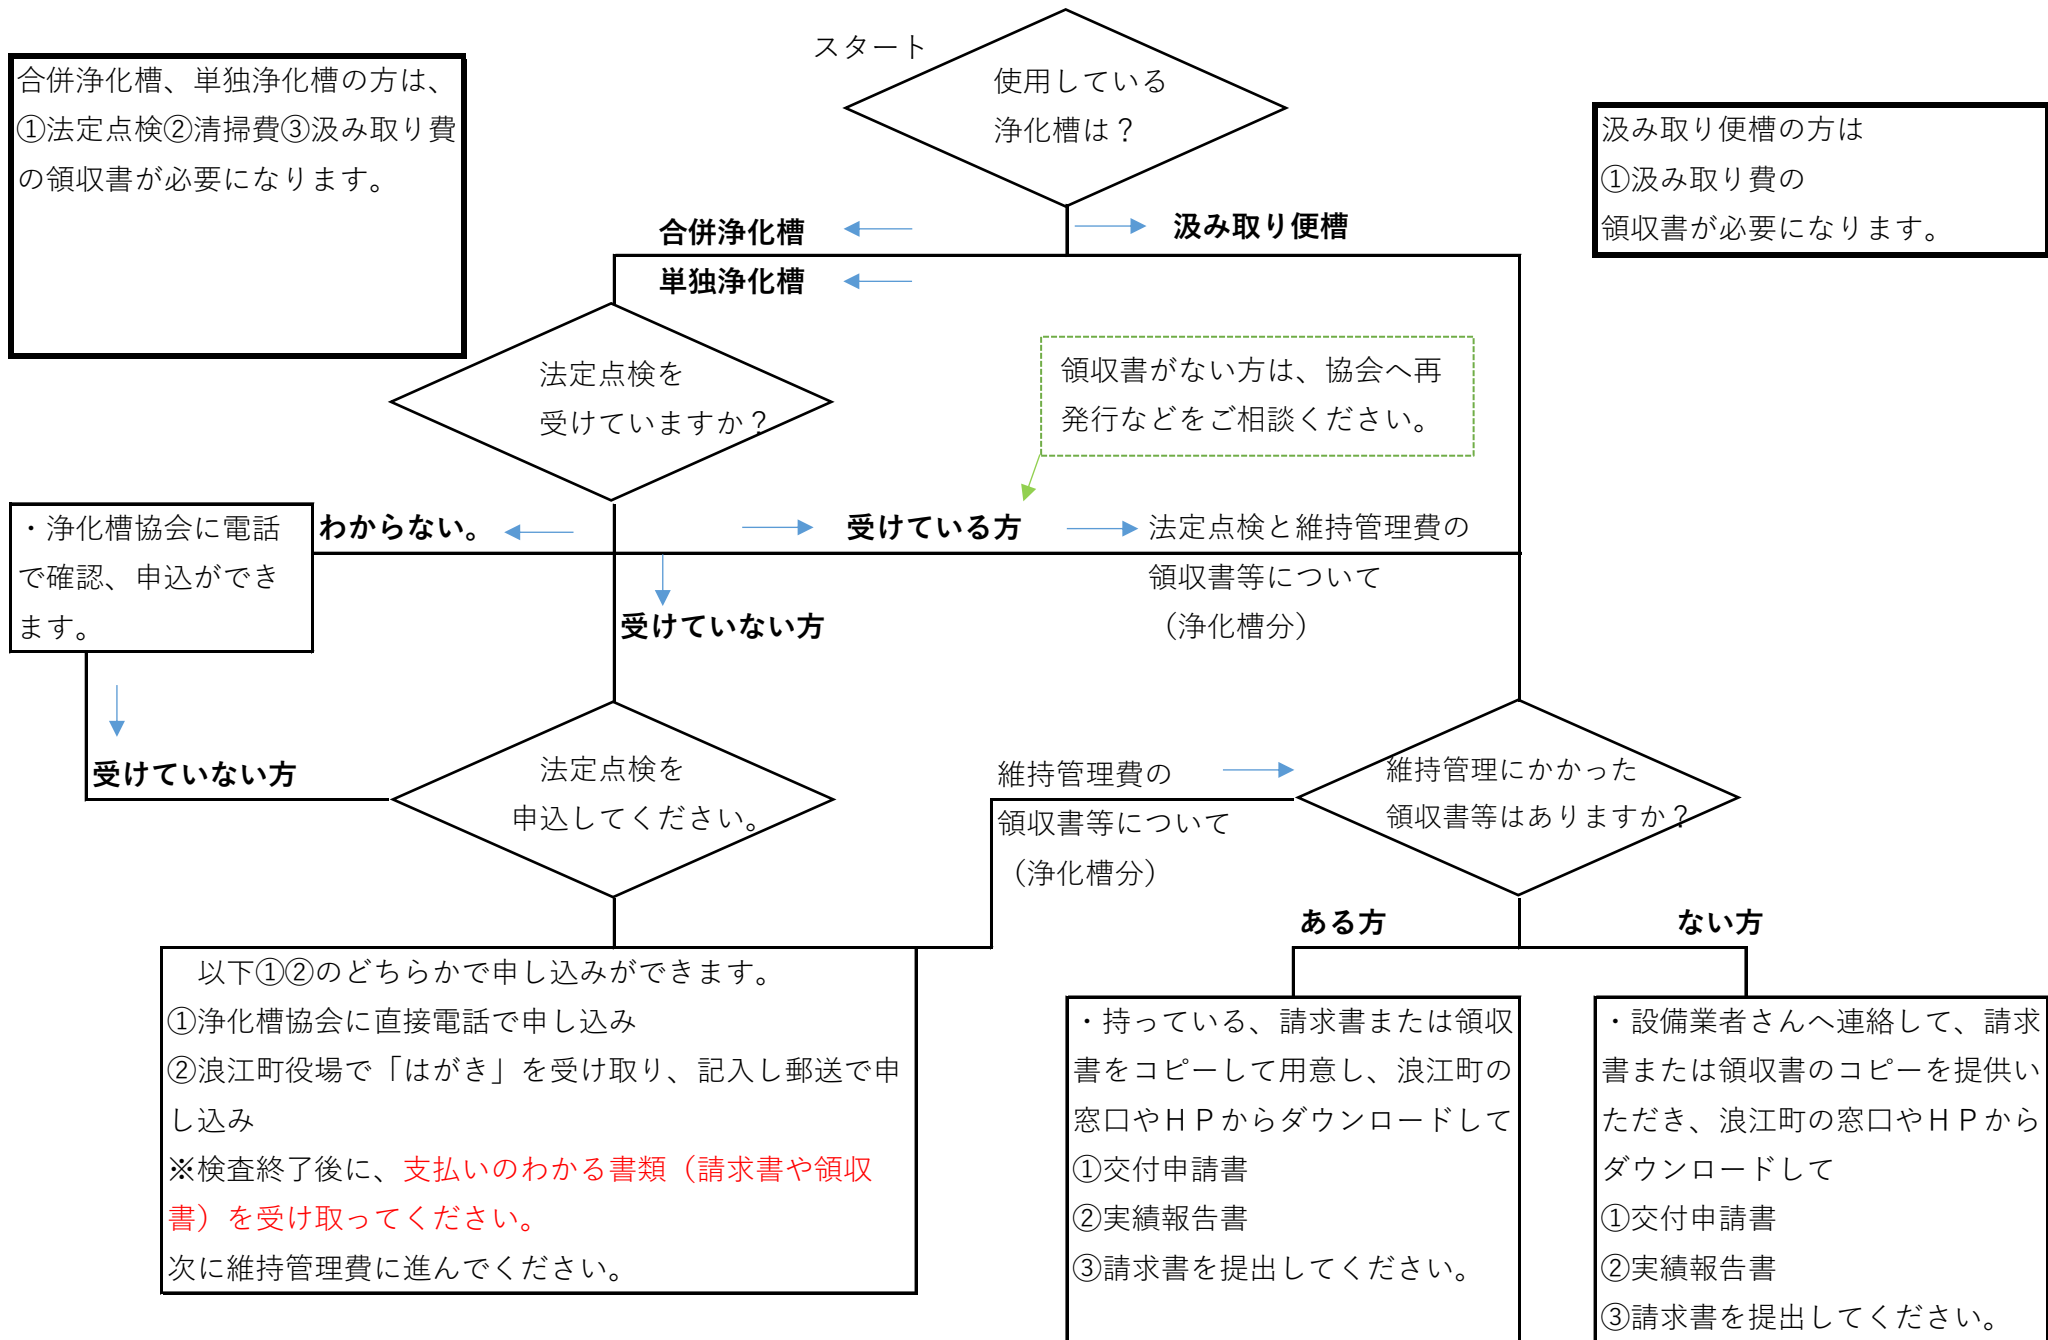 スタート
使用している
浄化槽は？
合併浄化槽、単独浄化槽の方は、
①法定点検②清掃費③汲み取り費
の領収書が必要になります。
汲み取り便槽の方は
①汲み取り費の
領収書が必要になります。
合併浄化槽
汲み取り便槽
単独浄化槽
法定点検を
受けていますか？
領収書がない方は、協会へ再
発行などをご相談ください。
・浄化槽協会に電話
で確認、申込ができ
ます。
わからない。
受けている方
法定点検と維持管理費の
領収書等について
（浄化槽分）
受けていない方
受けていない方
法定点検を
申込してください。
維持管理費の
領収書等について
（浄化槽分）
維持管理にかかった
領収書等はありますか？
ある方
ない方
以下①②のどちらかで申し込みができます。
①浄化槽協会に直接電話で申し込み
②浪江町役場で「はがき」を受け取り、記入し郵送で申
し込み
※検査終了後に、支払いのわかる書類（請求書や領収
書）を受け取ってください。
次に維持管理費に進んでください。
・持っている、請求書または領収
書をコピーして用意し、浪江町の
窓口やＨＰからダウンロードして
①交付申請書
②実績報告書
③請求書を提出してください。
・設備業者さんへ連絡して、請求
書または領収書のコピーを提供い
ただき、浪江町の窓口やＨＰから
ダウンロードして
①交付申請書
②実績報告書
③請求書を提出してください。